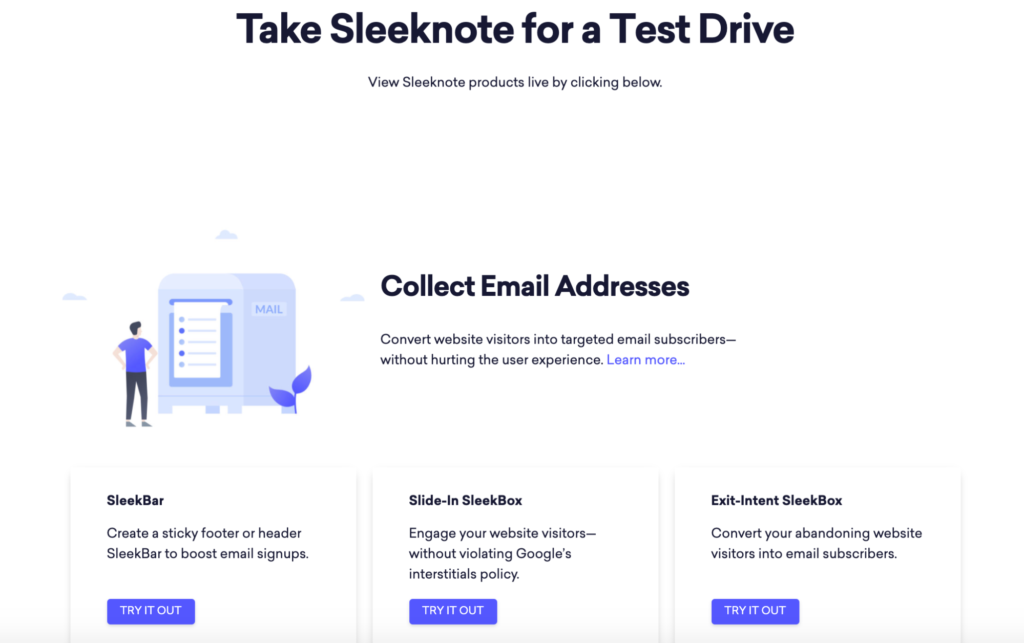 Take Sleeknote for a Test Drive
View Sleeknote products live by clicking below.
MAIL
Collect Email Addresses
Convert website visitors into targeted email subscribers—
without hurting the user experience. Learn more...
SleekBar
Create a sticky footer or header
SleekBar to boost email signups.
TRY IT OUT
Slide-In SleekBox
Engage your website visitors—
without violating Google's
interstitials policy.
TRY IT OUT
Exit-Intent SleekBox
Convert your abandoning website
visitors into email subscribers.
TRY IT OUT